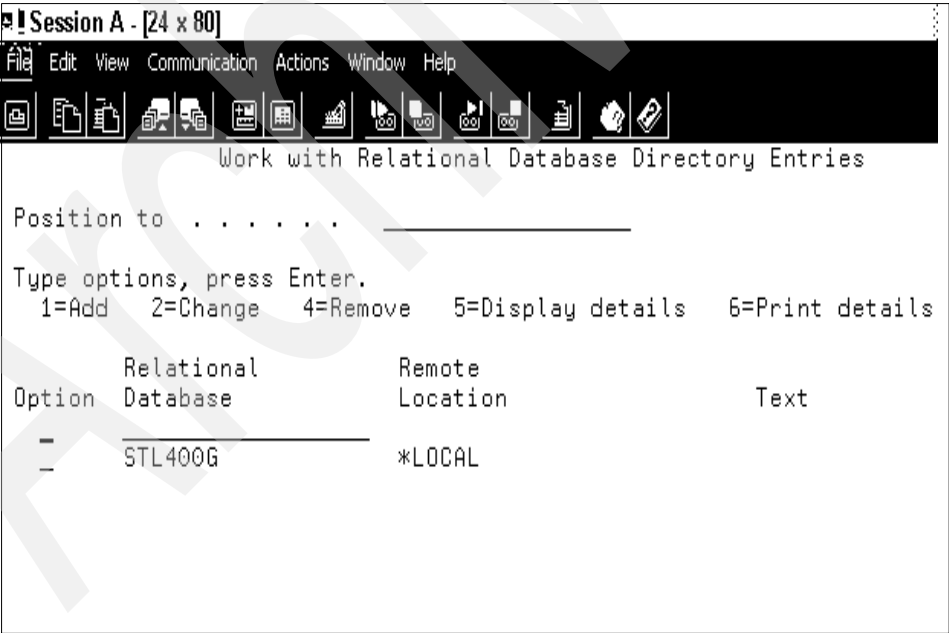 Session A - [24 x 80]
File Edit View Communication Actions Window Help
Work with Relational Database Directory Entries
Position to . . . . . .
Type options, press Enter.
1=Add 2=Change 4=Remove 5=Display details 6=Print details
Relational Remote
Option Database Location Text
STL400G *LOCAL